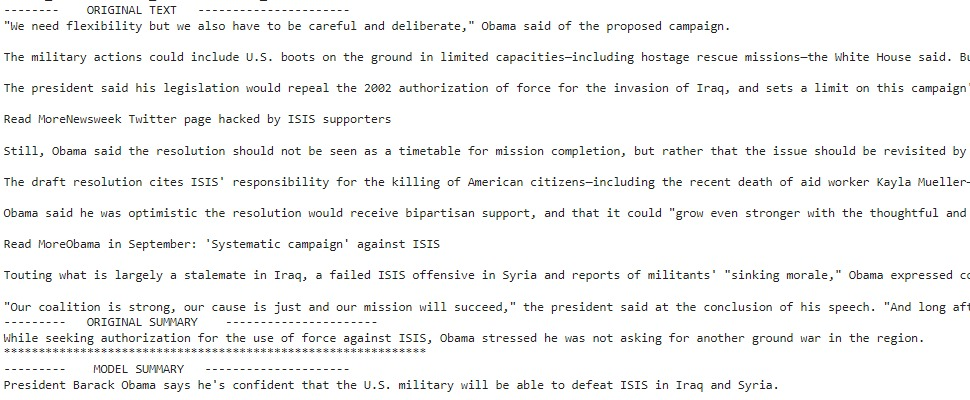 --------    ORIGINAL TEXT   ----------------------
"We need flexibility but we also have to be careful and deliberate," Obama said of the proposed campaign.
The military actions could include U.S. boots on the ground in limited capacities—including hostage rescue missions—the White House said. Bu
The president said his legislation would repeal the 2002 authorization of force for the invasion of Iraq, and sets a limit on this campaign'
Read MoreNewsweek Twitter page hacked by ISIS supporters
Still, Obama said the resolution should not be seen as a timetable for mission completion, but rather that the issue should be revisited by
The draft resolution cites ISIS' responsibility for the killing of American citizens—including the recent death of aid worker Kayla Mueller—
Obama said he was optimistic the resolution would receive bipartisan support, and that it could "grow even stronger with the thoughtful and
Read MoreObama in September: 'Systematic campaign' against ISIS
Touting what is largely a stalemate in Iraq, a failed ISIS offensive in Syria and reports of militants' "sinking morale," Obama expressed co
"Our coalition is strong, our cause is just and our mission will succeed," the president said at the conclusion of his speech. "And long aft
---------   ORIGINAL SUMMARY    ----------------------
While seeking authorization for the use of force against ISIS, Obama stressed he was not asking for another ground war in the region.
*************************************************************
---------    MODEL SUMMARY   ---------------------
President Barack Obama says he's confident that the U.S. military will be able to defeat ISIS in Iraq and Syria.